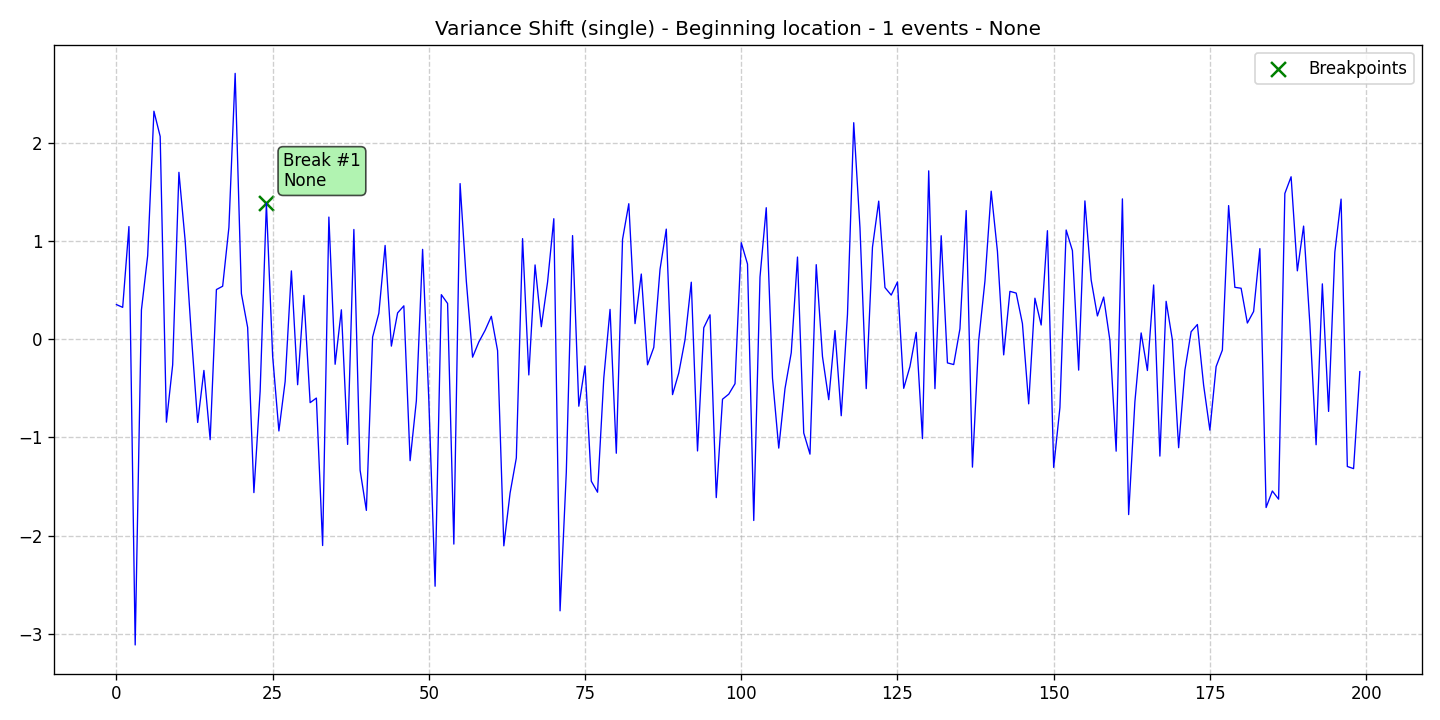 Variance Shift (single) - Beginning location - 1 events - None
Breakpoints
Break #1
None
2
1
0
−1
−2
−3
0 25 50 75 100 125 150 175 200